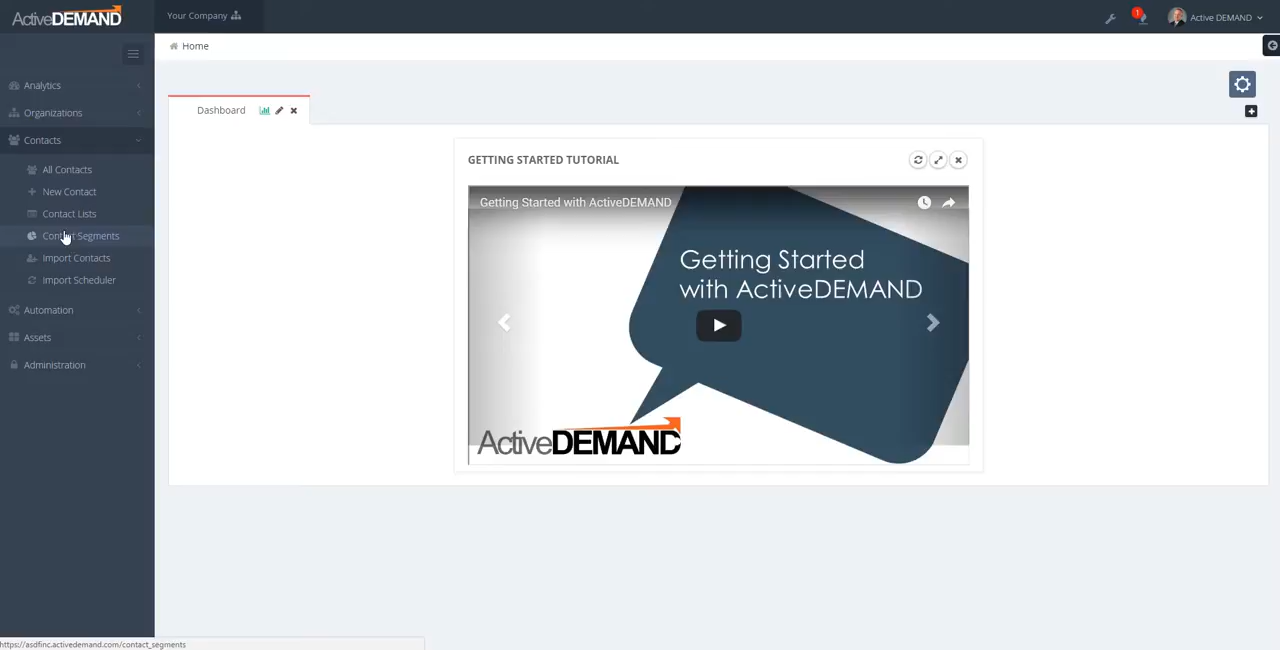 ActiveDEMAND
Your Company
1
Active DEMAND
Home
Analytics
Organizations
Contacts
All Contacts
New Contact
Contact Lists
Contact Segments
Import Contacts
Import Scheduler
Automation
Assets
Administration
Dashboard
GETTING STARTED TUTORIAL
Getting Started with ActiveDEMAND
Getting Started
with ActiveDEMAND
ActiveDEMAND
https://asdfinc.activedemand.com/contact_segments